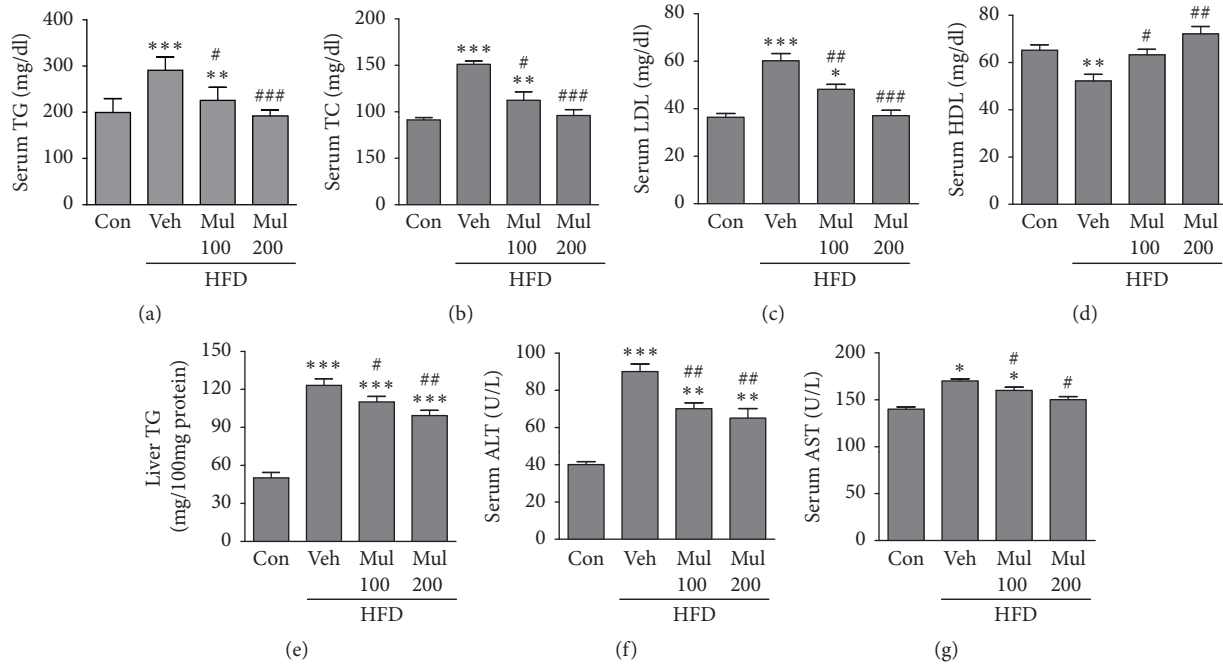 Serum TG (mg/dl)
400
300
200
100
0
***
#
**
###
Con Veh Mul Mul
100 200
HFD
(a)
Serum TC (mg/dl)
200
150
100
50
0
***
#
**
###
Con Veh Mul Mul
100 200
HFD
(b)
Serum LDL (mg/dl)
80
60
40
20
0
***
##
*
###
Con Veh Mul Mul
100 200
HFD
(c)
Serum HDL (mg/dl)
80
60
40
20
0
**
#
##
Con Veh Mul Mul
100 200
HFD
(d)
Liver TG
(mg/100mg protein)
150
120
90
60
30
0
***
#
***
##
***
Con Veh Mul Mul
100 200
HFD
(e)
Serum ALT (U/L)
100
80
60
40
20
0
***
##
**
##
**
Con Veh Mul Mul
100 200
HFD
(f)
Serum AST (U/L)
200
150
100
50
0
*
#
*
#
Con Veh Mul Mul
100 200
HFD
(g)